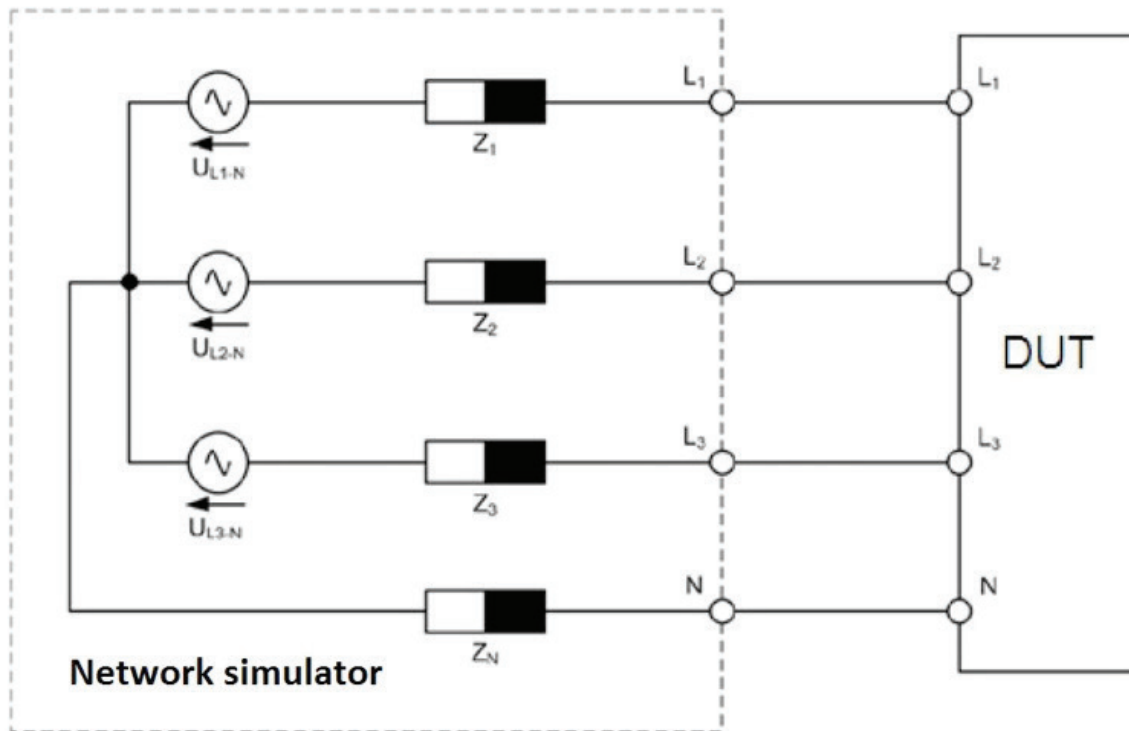 L1
L1
Z1
UL1-N
L2
L2
Z2
UL2-N
DUT
L3
L3
Z3
UL3-N
N
N
ZN
Network simulator